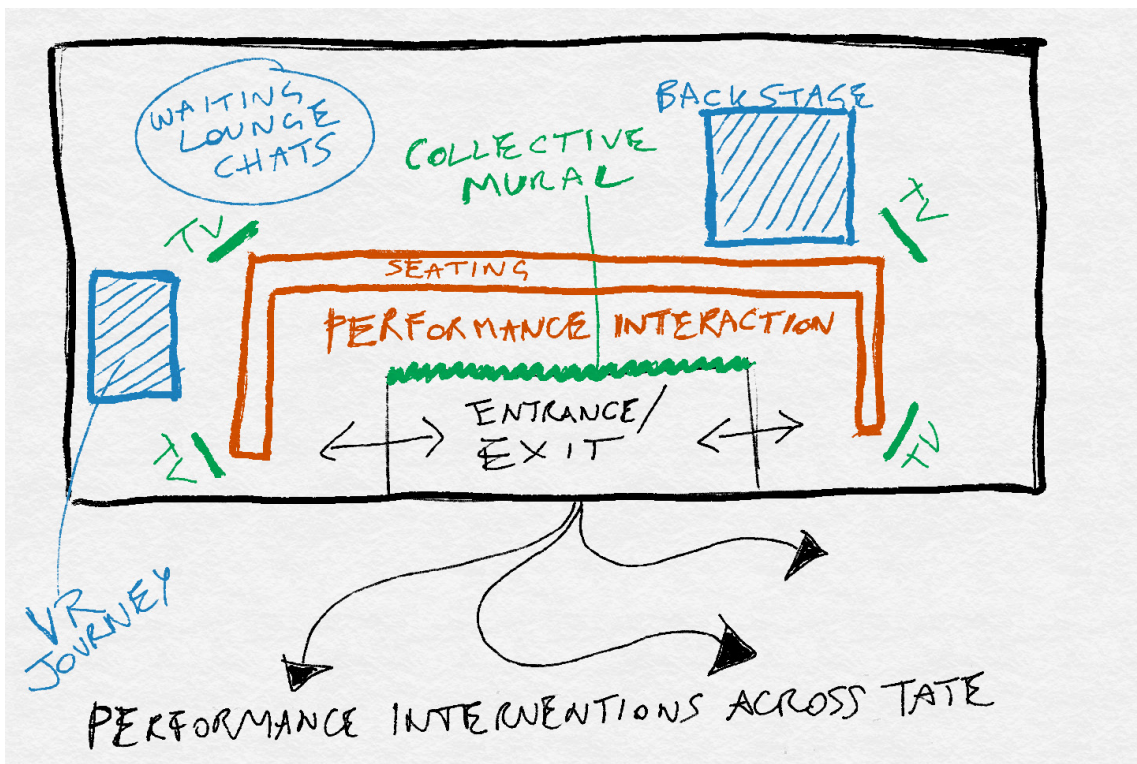 WAITING
LOUNGE
CHATS
BACKSTAGE
COLLECTIVE
MURAL
TV
TV
SEATING
PERFORMANCE INTERACTION
ENTRANCE/
EXIT
TV
TV
VR
JOURNEY
PERFORMANCE INTERVENTIONS ACROSS TATE